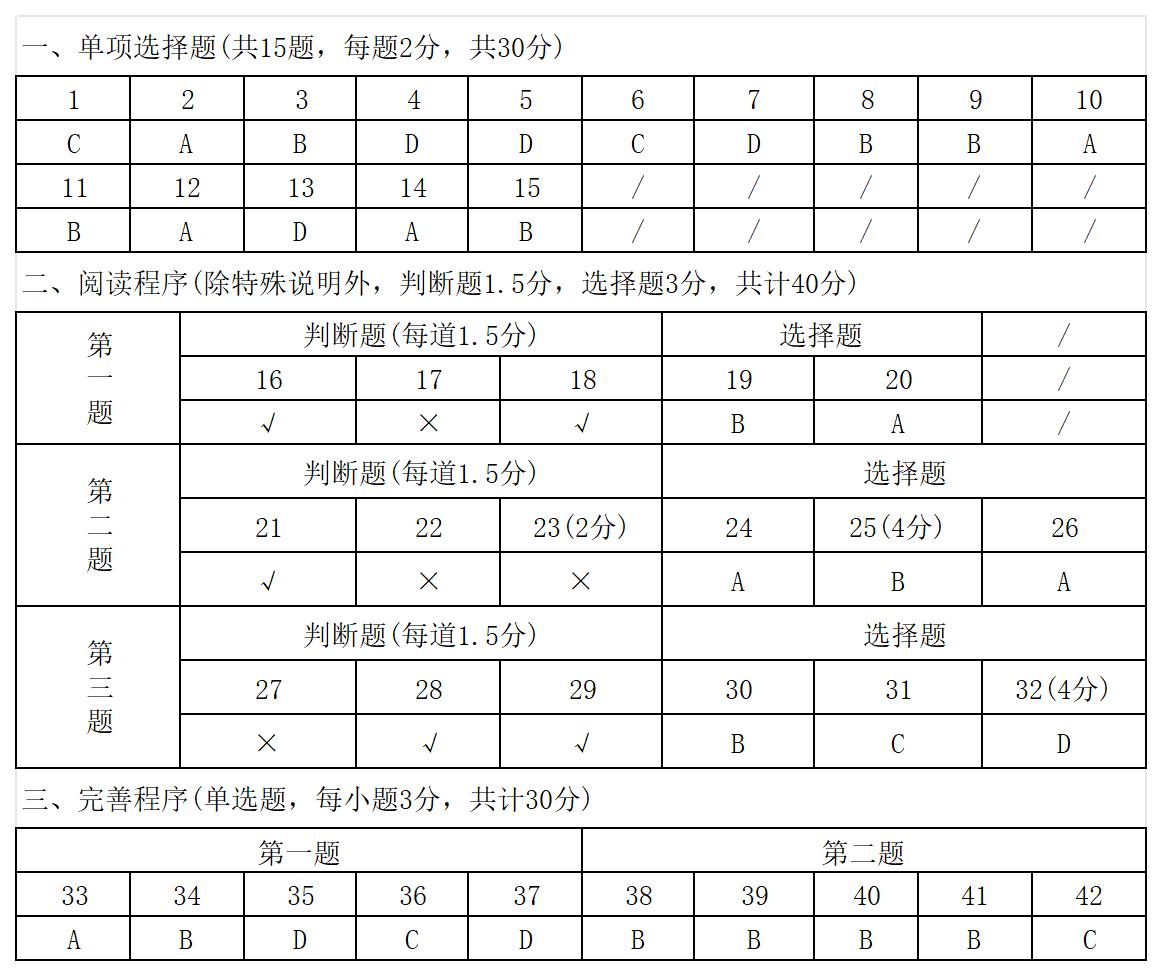 一、单项选择题(共15题，每题2分，共30分)
1 2 3 4 5 6 7 8 9 10
C A B D D C D B B A
11 12 13 14 15 / / / / /
B A D A B / / / / /
二、阅读程序(除特殊说明外，判断题1.5分，选择题3分，共计40分)
第一题
判断题(每道1.5分) 选择题 /
16 17 18 19 20 /
√ × √ B A /
第二题
判断题(每道1.5分) 选择题
21 22 23(2分) 24 25(4分) 26
√ × × A B A
第三题
判断题(每道1.5分) 选择题
27 28 29 30 31 32(4分)
× √ √ B C D
三、完善程序(单选题，每小题3分，共计30分)
第一题 第二题
33 34 35 36 37 38 39 40 41 42
A B D C D B B B B C